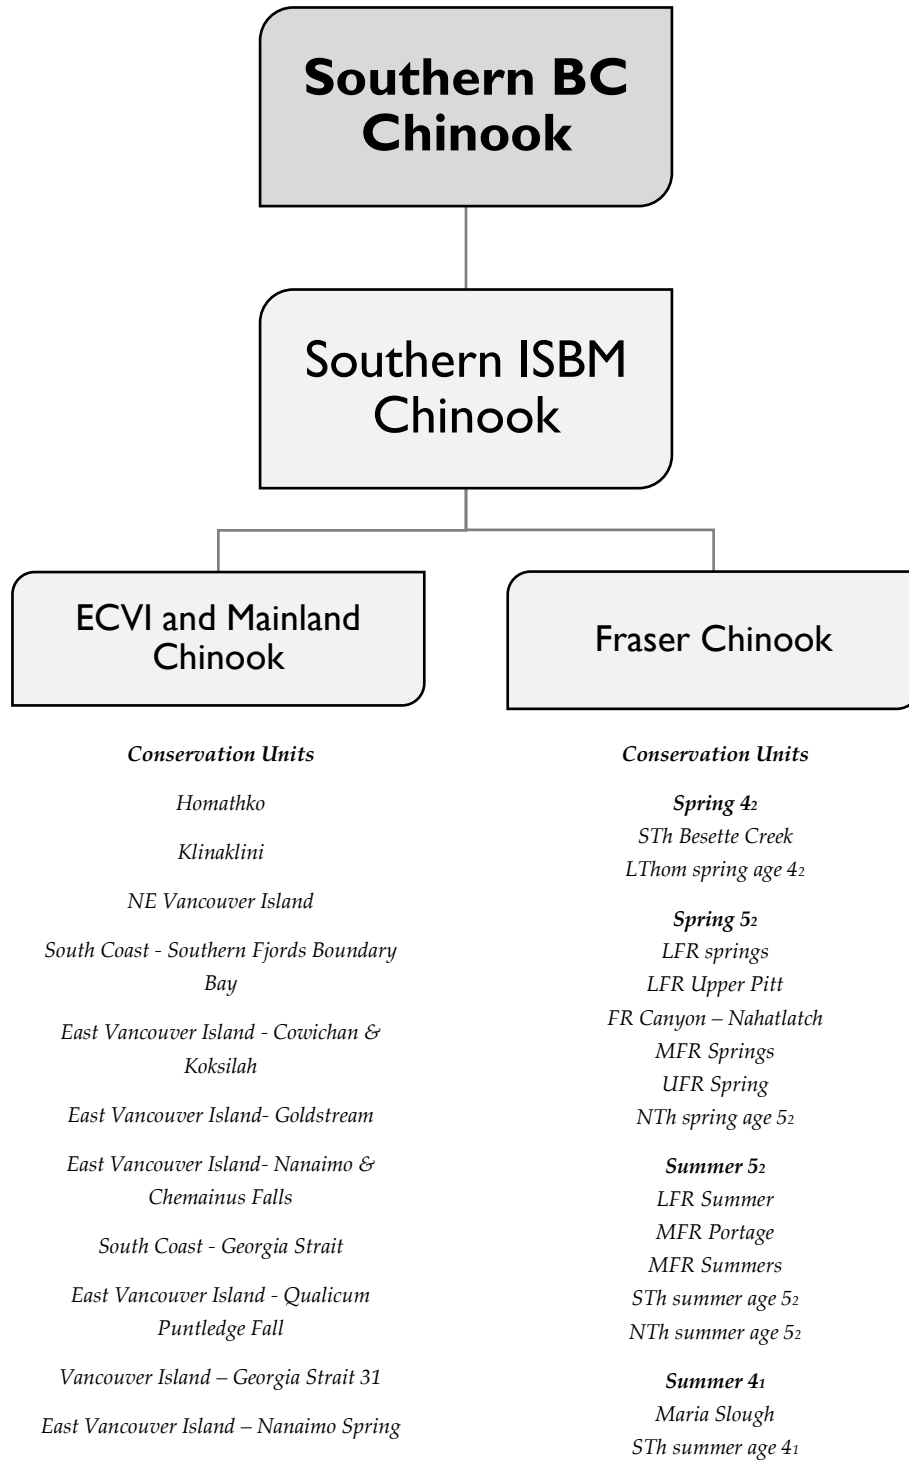 Southern BC
Chinook
Southern ISBM
Chinook
ECVI and Mainland
Chinook
Fraser Chinook
Conservation Units
Homathko
Klinaklini
NE Vancouver Island
South Coast - Southern Fjords Boundary
Bay
East Vancouver Island - Cowichan &
Koksilah
East Vancouver Island- Goldstream
East Vancouver Island- Nanaimo &
Chemainus Falls
South Coast - Georgia Strait
East Vancouver Island - Qualicum
Puntledge Fall
Vancouver Island – Georgia Strait 31
East Vancouver Island – Nanaimo Spring
Conservation Units
Spring 42
STh Besette Creek
LThom spring age 42
Spring 52
LFR springs
LFR Upper Pitt
FR Canyon – Nahatlatch
MFR Springs
UFR Spring
NTh spring age 52
Summer 52
LFR Summer
MFR Portage
MFR Summers
STh summer age 52
NTh summer age 52
Summer 41
Maria Slough
STh summer age 41